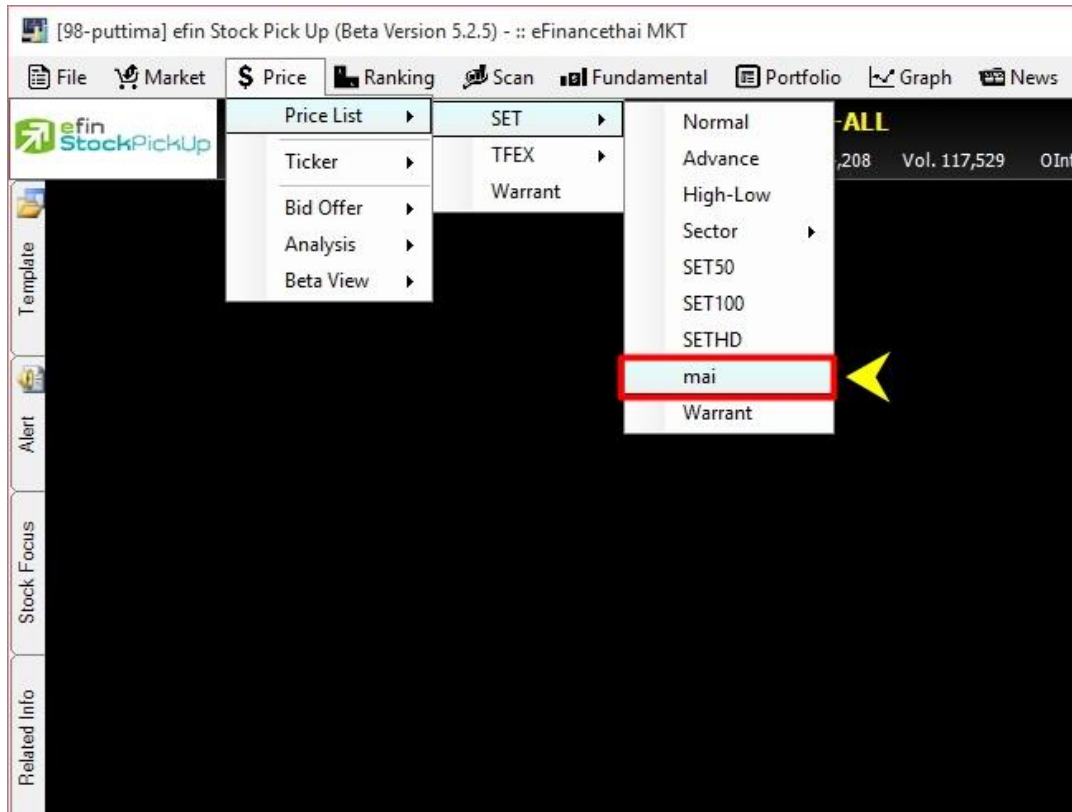 [98-puttima] efin Stock Pick Up (Beta Version 5.2.5) - :: eFinancethai MKT
File Market $ Price Ranking Scan Fundamental Portfolio Graph News
efin
StockPickUp
-ALL
,208 Vol. 117,529 OInt
Price List
Ticker
Bid Offer
Analysis
Beta View
SET
TFEX
Warrant
Normal
Advance
High-Low
Sector
SET50
SET100
SETHD
mai
Warrant
Template
Alert
Stock Focus
Related Info